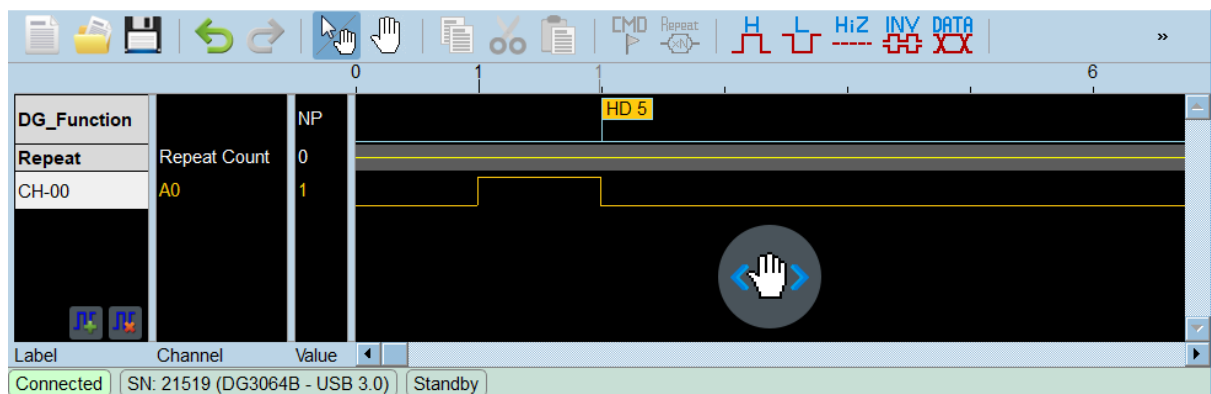 CMD Repeat H L HiZ INV DATA »
×N
0 1 1 6
DG_Function NP HD 5
Repeat Repeat Count 0
CH-00 A0 1
Label Channel Value
Connected SN: 21519 (DG3064B - USB 3.0) Standby